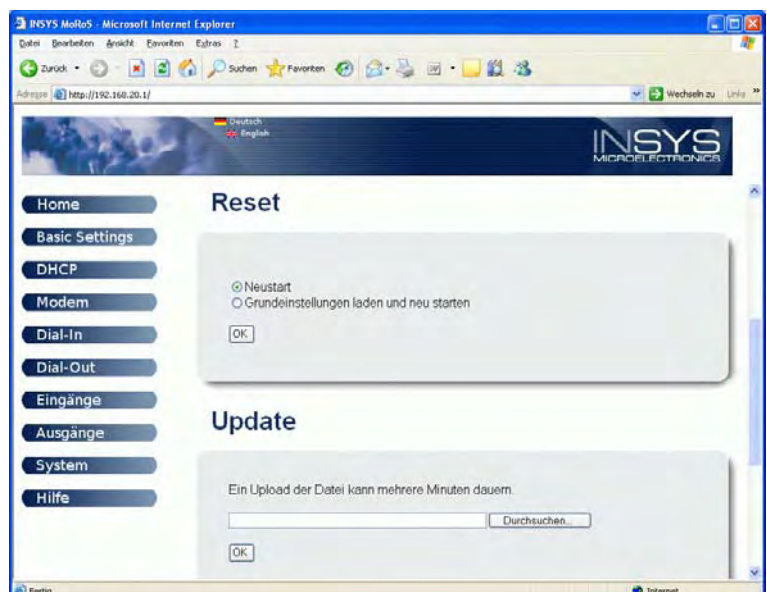 INSYS MoRoS - Microsoft Internet Explorer
Datei Bearbeiten Ansicht Favoriten Extras ?
Zurück Suchen Favoriten
Adresse http://192.168.20.1/ Wechseln zu Links »
Deutsch
English
INSYS
MICROELECTRONICS
Home
Basic Settings
DHCP
Modem
Dial-In
Dial-Out
Eingänge
Ausgänge
System
Hilfe
Reset
Neustart
Grundeinstellungen laden und neu starten
OK
Update
Ein Upload der Datei kann mehrere Minuten dauern.
Durchsuchen...
OK
Fertig Internet